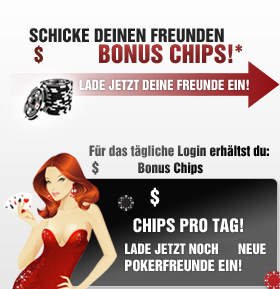 SCHICKE DEINEN FREUNDEN
$ BONUS CHIPS!*
LADE JETZT DEINE FREUNDE EIN!
Für das tägliche Login erhältst du:
$ Bonus Chips
$
CHIPS PRO TAG!
LADE JETZT NOCH NEUE
POKERFREUNDE EIN!